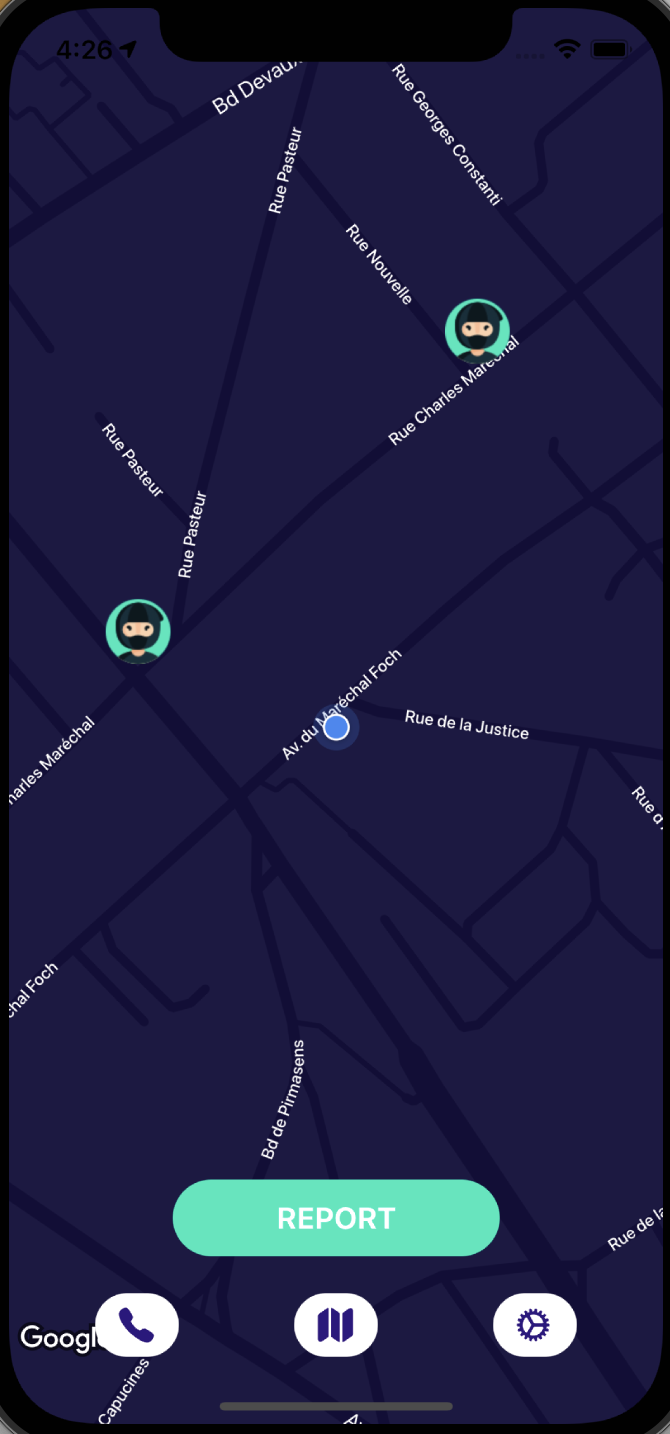 4:26
Bd Devaux
Rue Georges Constanti
Rue Pasteur
Rue Nouvelle
Rue Charles Maréchal
Rue Pasteur
Rue Pasteur
Av. du Maréchal Foch
Rue de la Justice
harles Maréchal
Rue d
chal Foch
Bd de Pirmasens
REPORT
Rue de la
Googl
Capucines